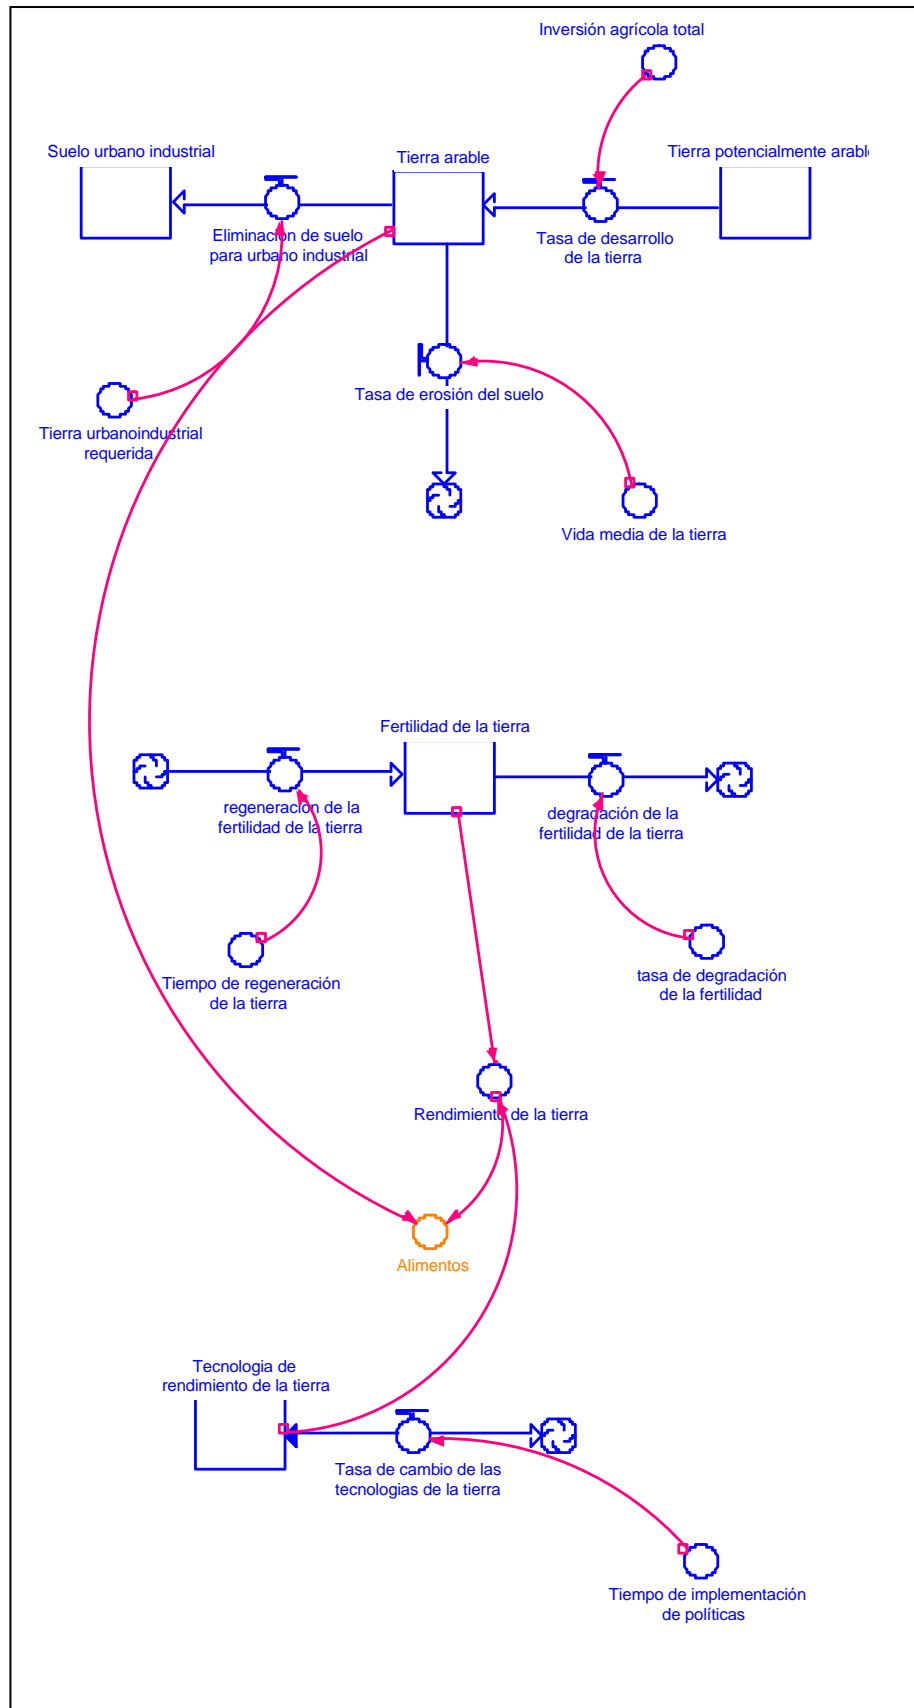 Inversión agrícola total
Suelo urbano industrial
Tierra arable
Tierra potencialmente arabl
Eliminación de suelo
para urbano industrial
Tasa de desarrollo
de la tierra
Tasa de erosión del suelo
Tierra urbanoindustrial
requerida
Vida media de la tierra
Fertilidad de la tierra
regeneración de la
fertilidad de la tierra
degradación de la
fertilidad de la tierra
Tiempo de regeneración
de la tierra
tasa de degradación
de la fertilidad
Rendimiento de la tierra
Alimentos
Tecnologia de
rendimiento de la tierra
Tasa de cambio de las
tecnologias de la tierra
Tiempo de implementación
de políticas